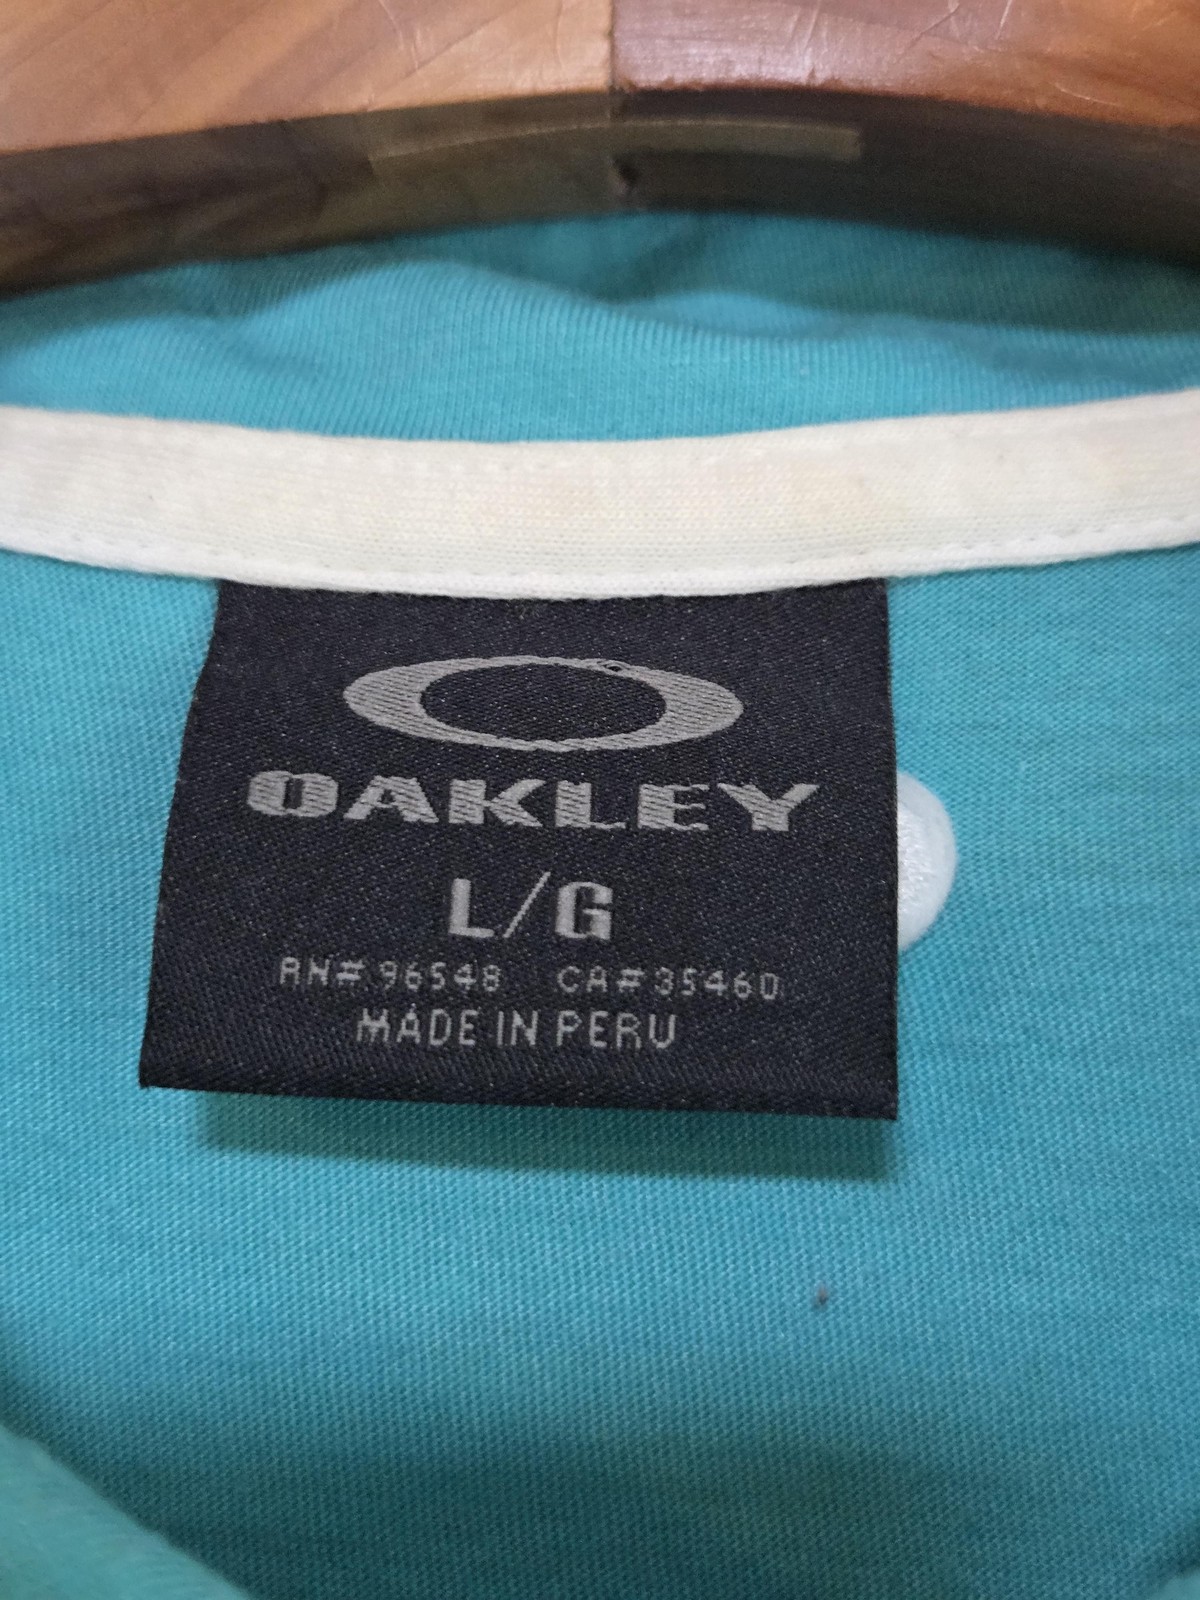 OAKLEY
L/G
RN# 96548 CA# 35460
MADE IN PERU